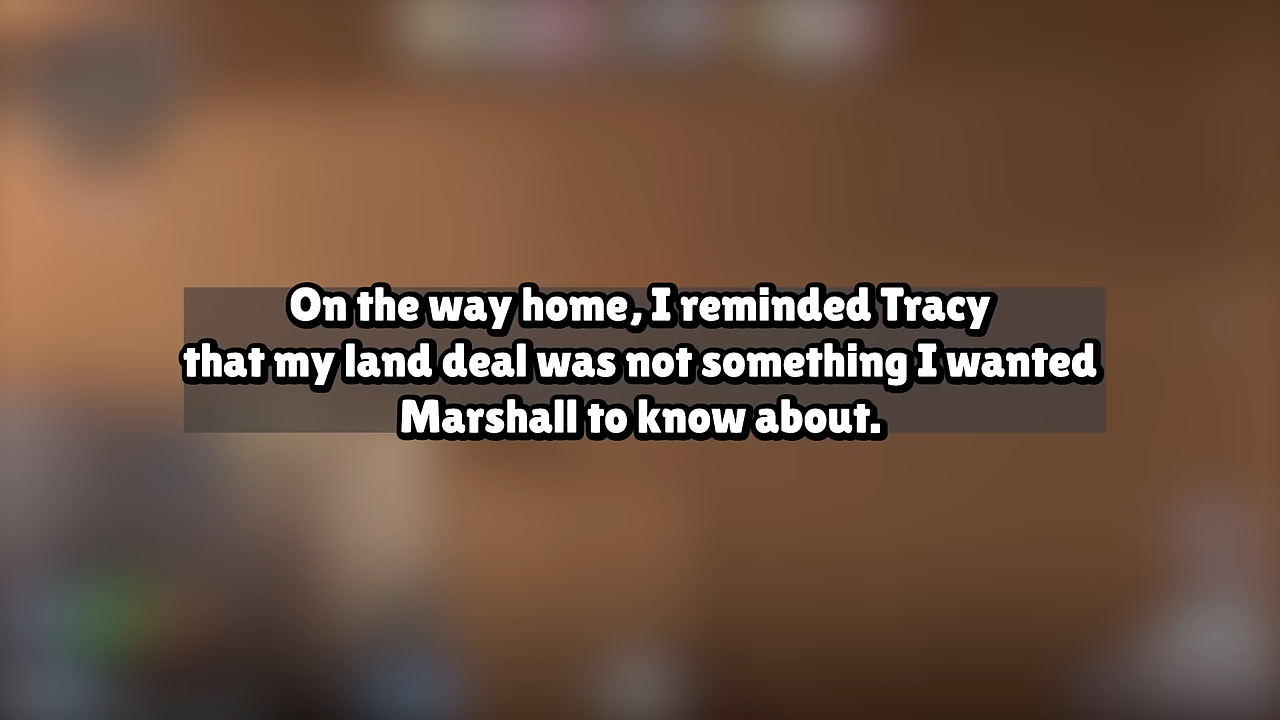 On the way home, I reminded Tracy
that my land deal was not something I wanted
Marshall to know about.